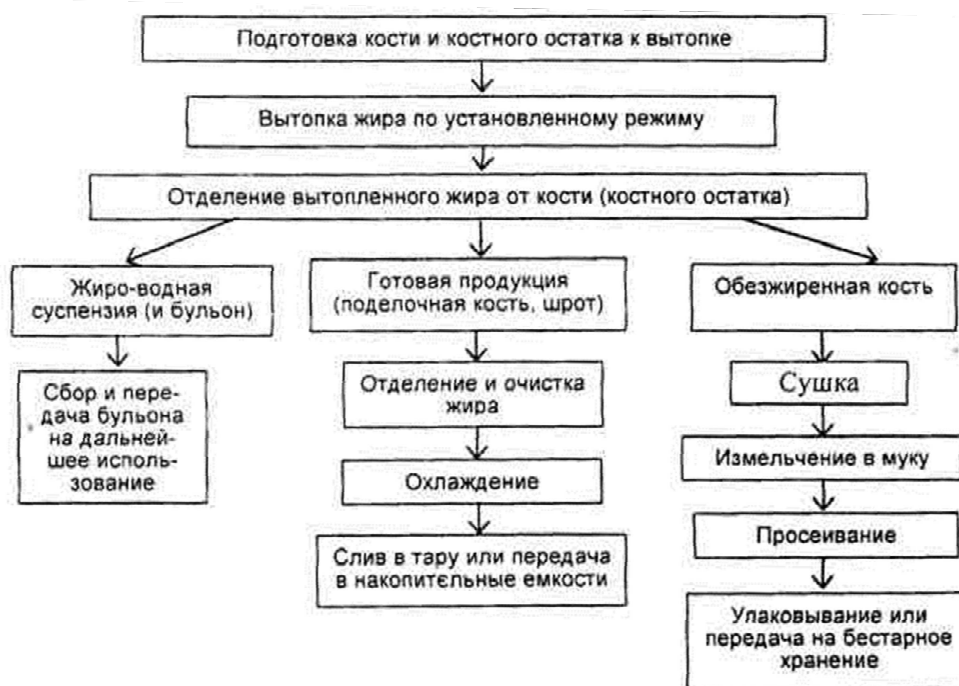 Подготовка кости и костного остатка к вытопке
Вытопка жира по установленному режиму
Отделение вытопленного жира от кости (костного остатка)
Жиро-водная
суспензия (и бульон)
Сбор и пере-
дача бульона
на дальней-
шее исполь-
зование
Готовая продукция
(поделочная кость, шрот)
Отделение и очистка
жира
Охлаждение
Слив в тару или передача
в накопительные емкости
Обезжиренная кость
Сушка
Измельчение в муку
Просеивание
Упаковывание или
передача на бестарное
хранение